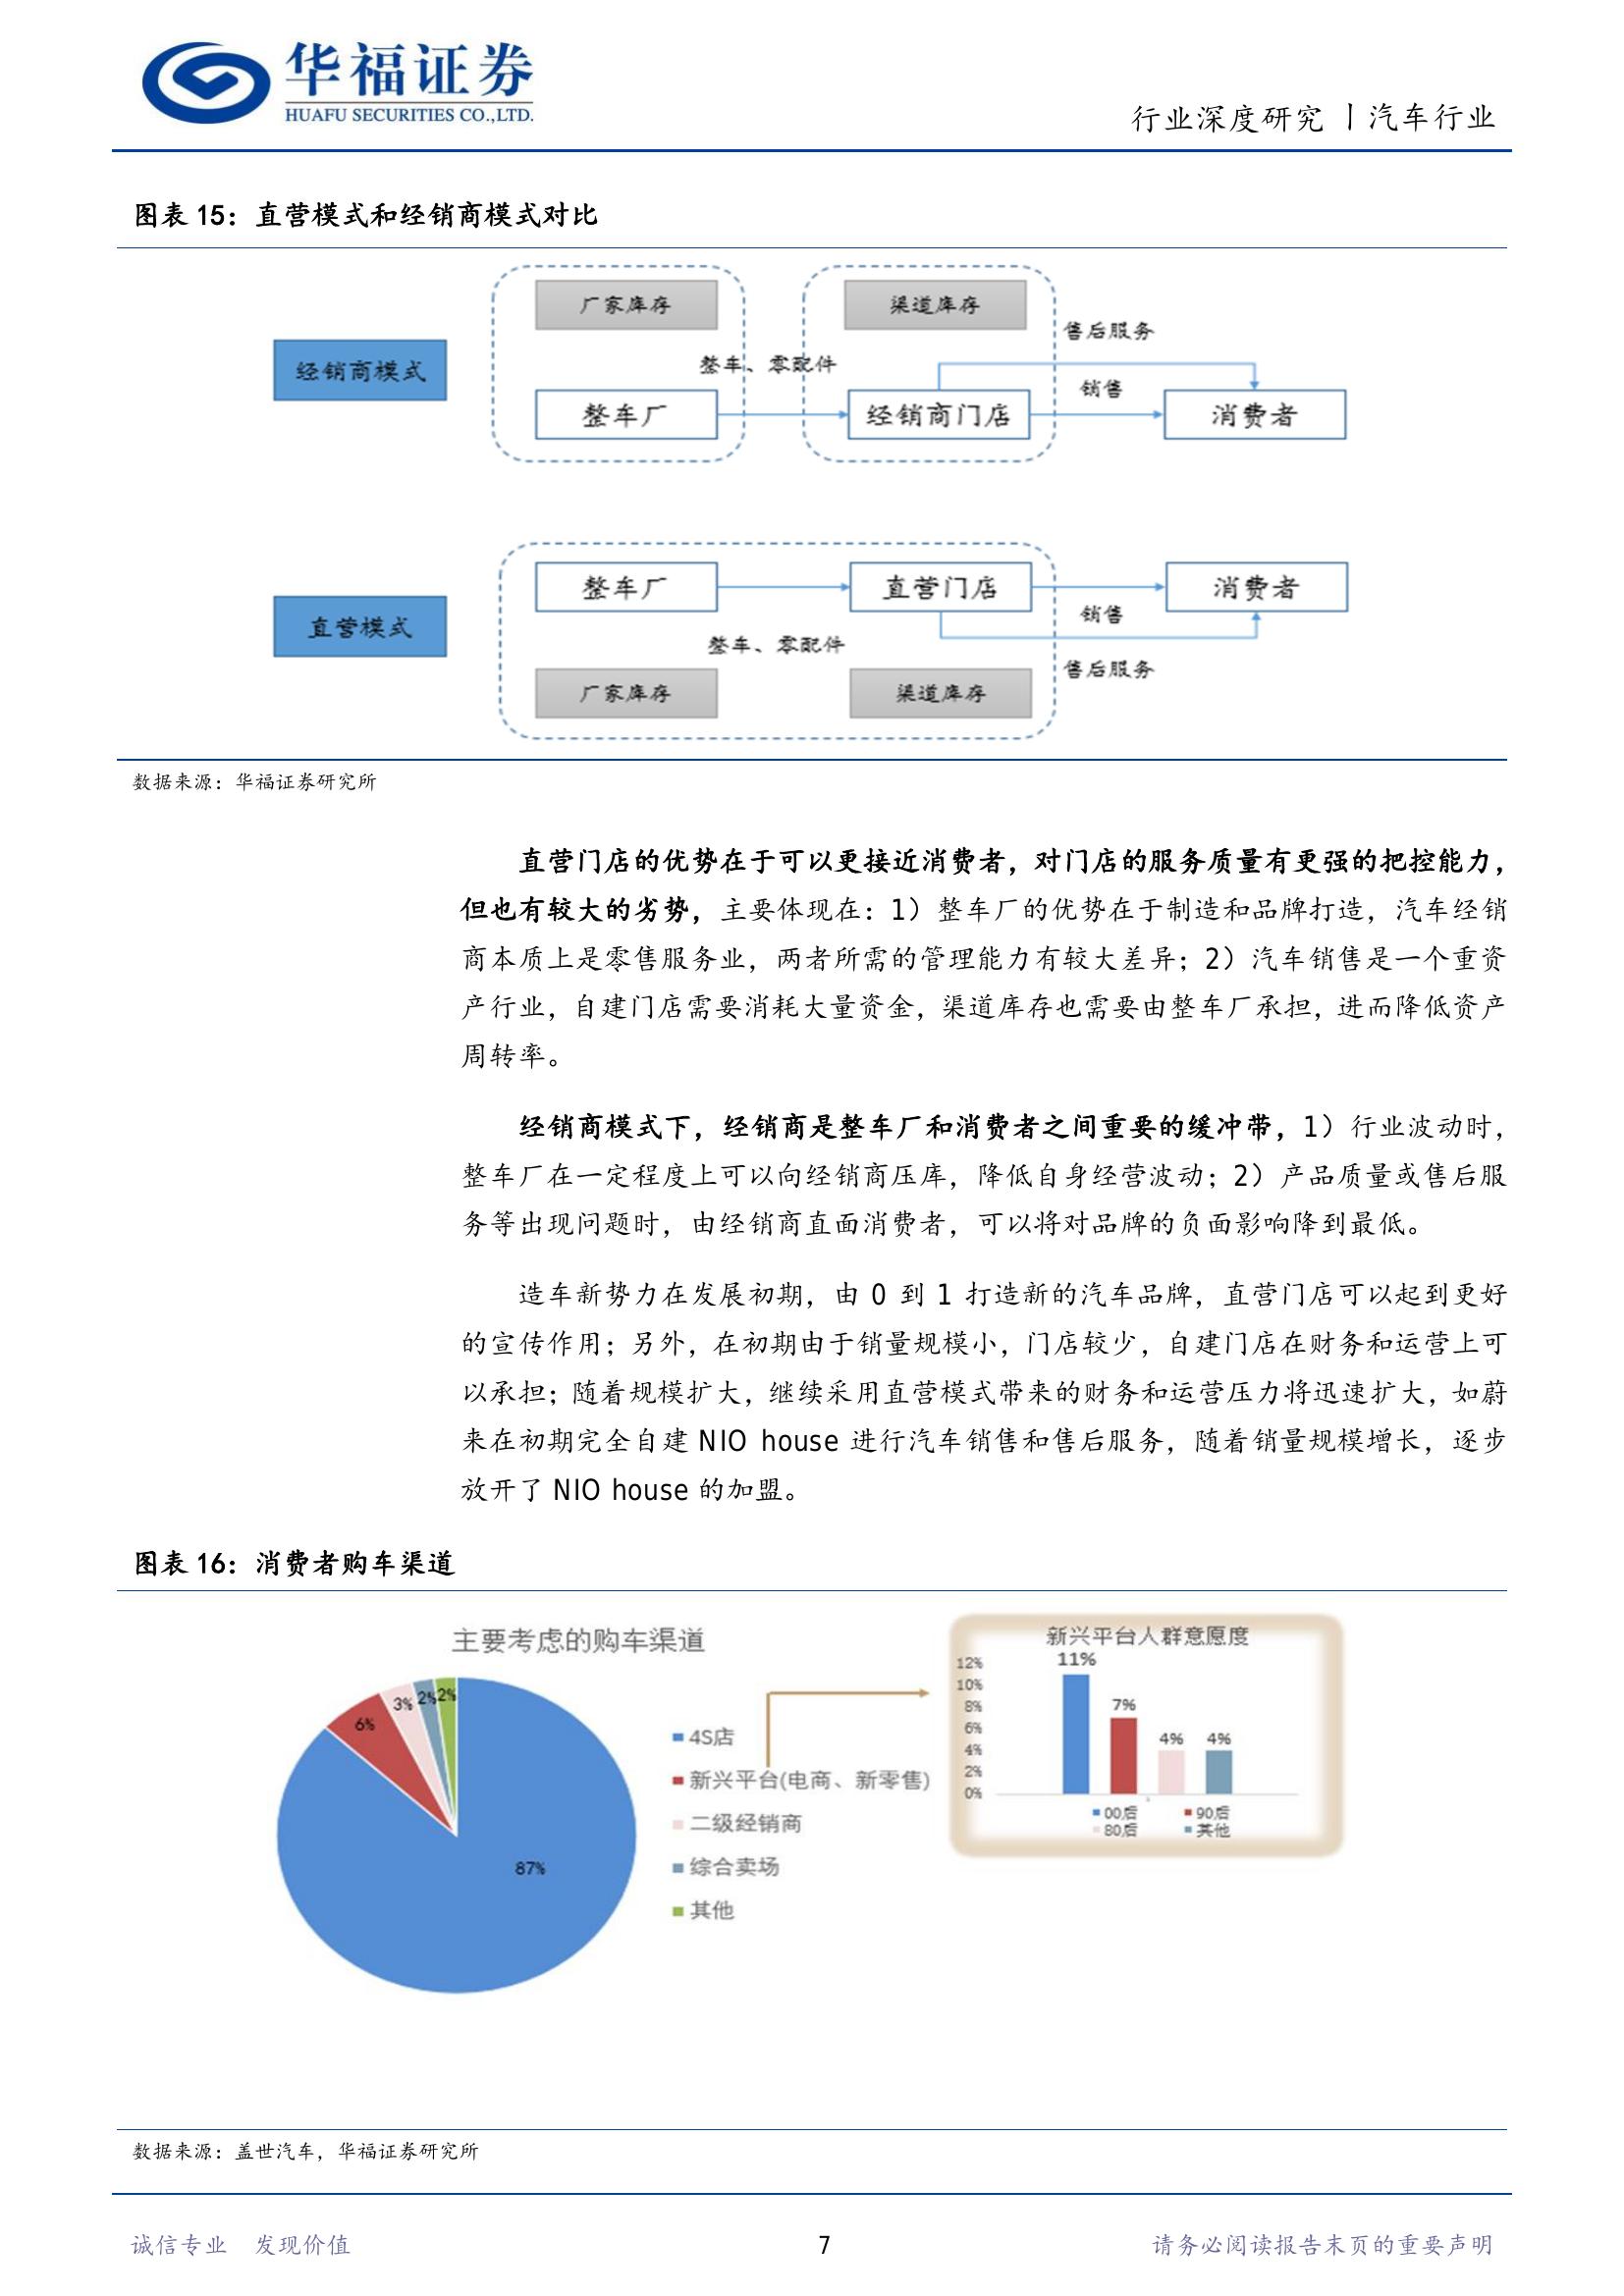 华福证券
HUAFU SECURITIES CO.,LTD.
行业深度研究 丨汽车行业
图表 15：直营模式和经销商模式对比
厂家库存
渠道库存
售后服务
经销商模式
整车、零配件
销售
整车厂
经销商门店
消费者
整车厂
直营门店
消费者
直营模式
销售
整车、零配件
售后服务
厂家库存
渠道库存
数据来源：华福证券研究所
直营门店的优势在于可以更接近消费者，对门店的服务质量有更强的把控能力，
但也有较大的劣势，主要体现在：1）整车厂的优势在于制造和品牌打造，汽车经销
商本质上是零售服务业，两者所需的管理能力有较大差异；2）汽车销售是一个重资
产行业，自建门店需要消耗大量资金，渠道库存也需要由整车厂承担，进而降低资产
周转率。
经销商模式下，经销商是整车厂和消费者之间重要的缓冲带，1）行业波动时，
整车厂在一定程度上可以向经销商压库，降低自身经营波动；2）产品质量或售后服
务等出现问题时，由经销商直面消费者，可以将对品牌的负面影响降到最低。
造车新势力在发展初期，由 0 到 1 打造新的汽车品牌，直营门店可以起到更好
的宣传作用；另外，在初期由于销量规模小，门店较少，自建门店在财务和运营上可
以承担；随着规模扩大，继续采用直营模式带来的财务和运营压力将迅速扩大，如蔚
来在初期完全自建 NIO house 进行汽车销售和售后服务，随着销量规模增长，逐步
放开了 NIO house 的加盟。
图表 16：消费者购车渠道
主要考虑的购车渠道
87%
6%
3%
2%
2%
4S店
新兴平台(电商、新零售)
二级经销商
综合卖场
其他
新兴平台人群意愿度
12%
10%
8%
6%
4%
2%
0%
11%
7%
4%
4%
00后
90后
80后
其他
数据来源：盖世汽车，华福证券研究所
诚信专业 发现价值
7
请务必阅读报告末页的重要声明